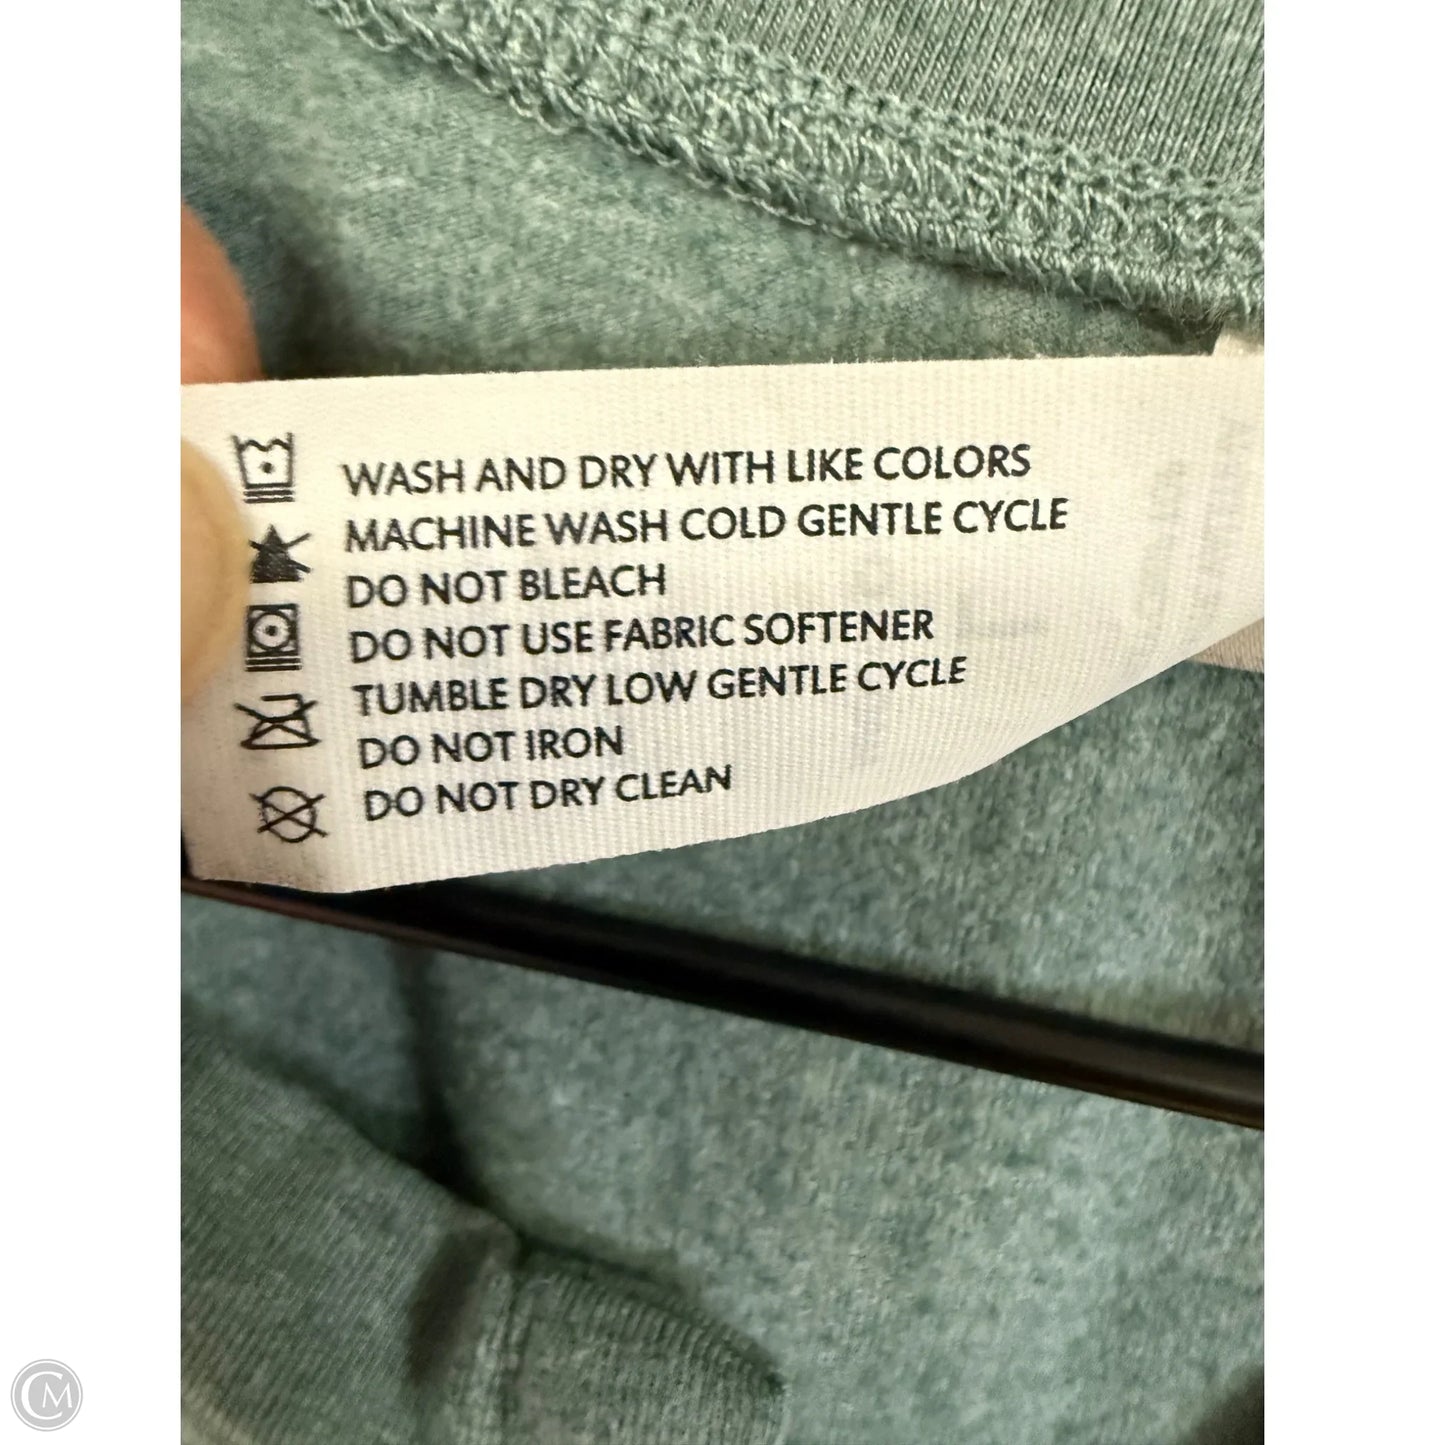 WASH AND DRY WITH LIKE COLORS
MACHINE WASH COLD GENTLE CYCLE
DO NOT BLEACH
DO NOT USE FABRIC SOFTENER
TUMBLE DRY LOW GENTLE CYCLE
DO NOT IRON
DO NOT DRY CLEAN
CM